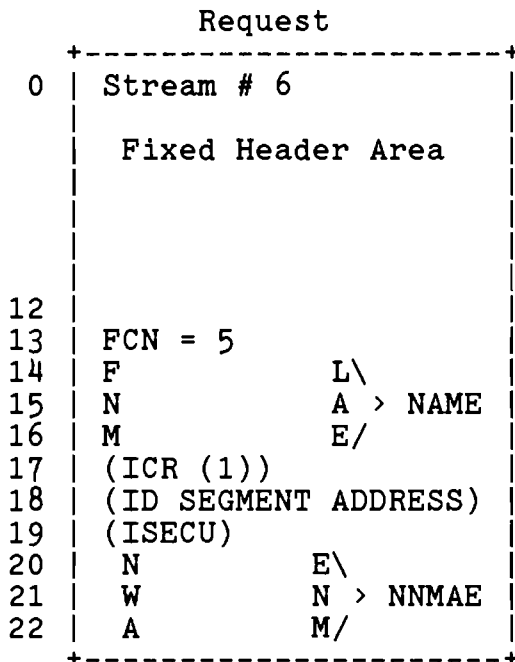 Request
+-----------------------+
0 | Stream # 6 |
| Fixed Header Area |
12 |
13 | FCN = 5
14 | F L\
15 | N A > NAME
16 | M E/
17 | (ICR (1))
18 | (ID SEGMENT ADDRESS)
19 | (ISECU)
20 | N E\
21 | W N > NNMAE
22 | A M/
+-----------------------+